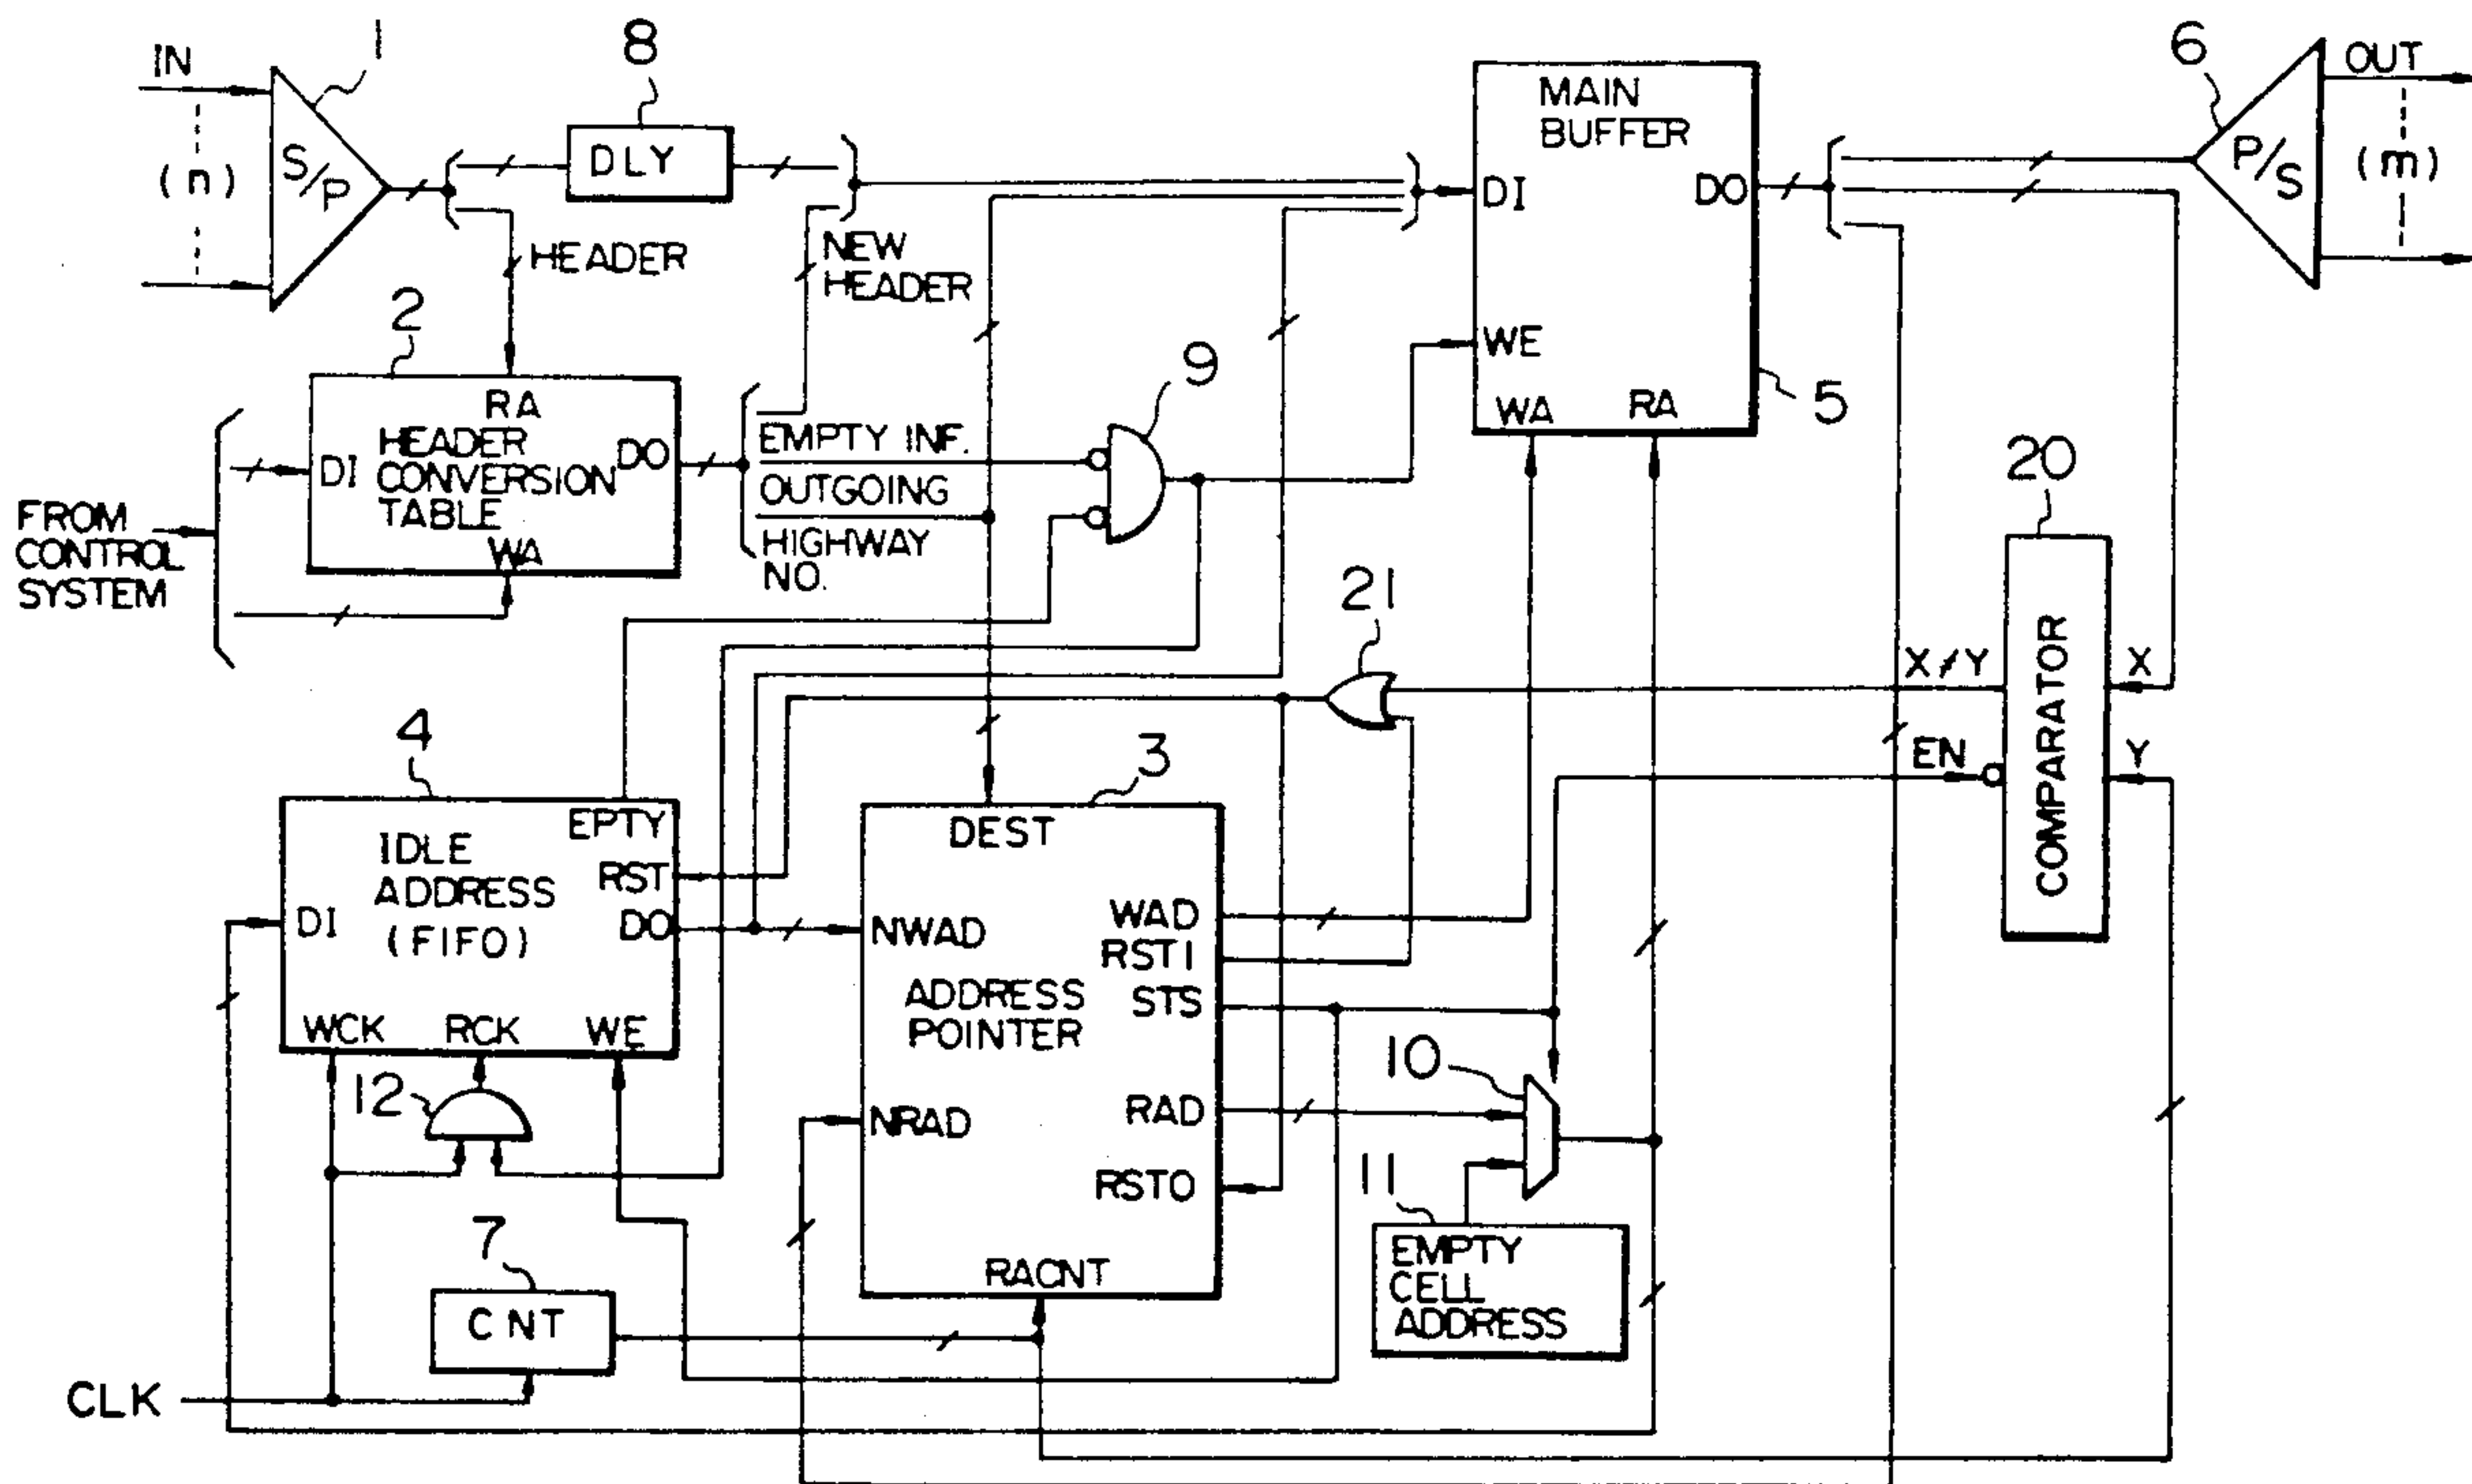 IN
1
8
MAIN
BUFFER
6
OUT
(n)
S/P
DLY
DI
DO
P/S
(m)
HEADER
NEW
HEADER
2
9
WE
5
RA
WA
RA
HEADER
CONVERSION
TABLE
DI
DO
WA
EMPTY INF.
OUTGOING
HIGHWAY
NO.
FROM
CONTROL
SYSTEM
20
21
X≠Y
X
COMPARATOR
EN
Y
4
3
EPTY
IDLE
ADDRESS
(FIFO)
RST
DI
DO
WCK
RCK
WE
DEST
NWAD
WAD
RST1
STS
ADDRESS
POINTER
10
12
NRAD
RAD
11
RSTO
7
RACNT
EMPTY
CELL
ADDRESS
CNT
CLK